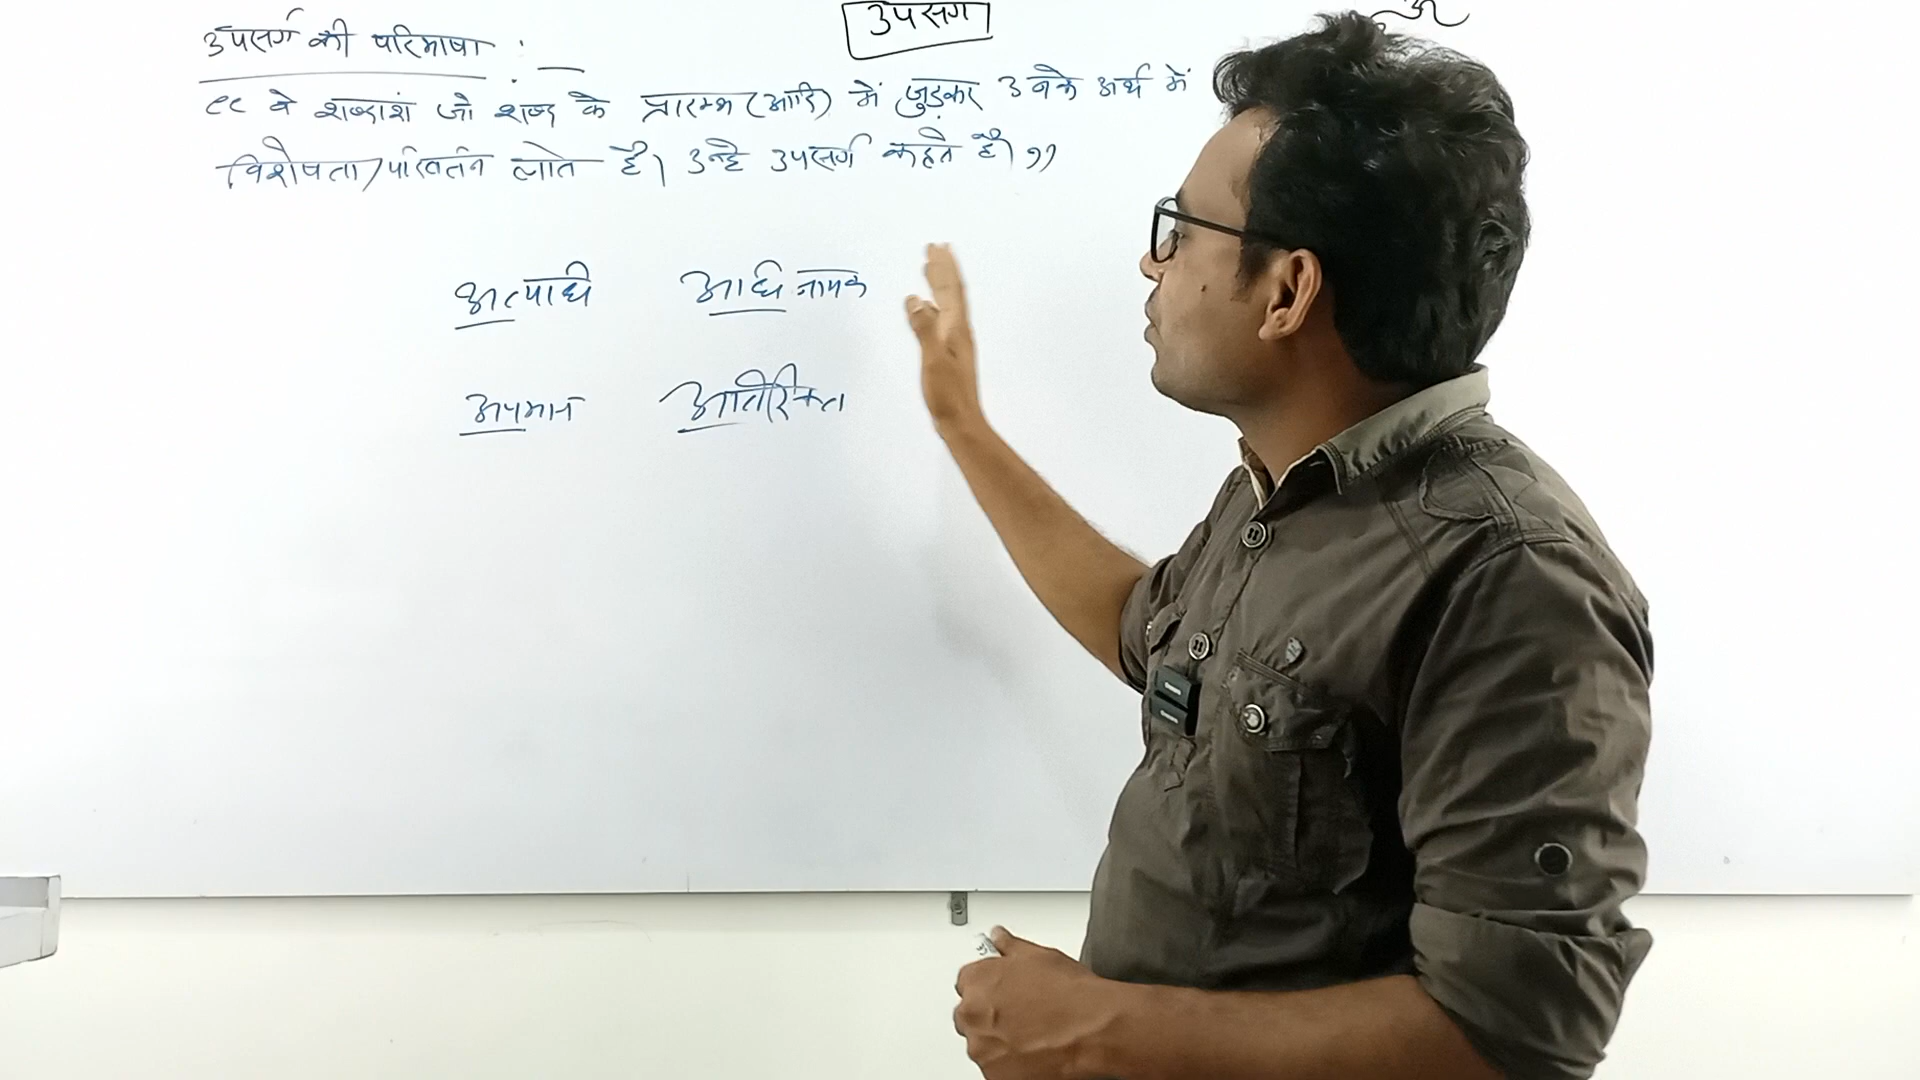 उपसर्ग
उपसर्ग की परिभाषा : —
“ वे शब्दांश जो शब्द के प्रारम्भ (आदि) में जुड़कर उनके अर्थ में
विशेषता/परिवर्तन लाते है। उन्हे उपसर्ग कहते है। ”
अधिनायक
अपमान अतिरिक्त